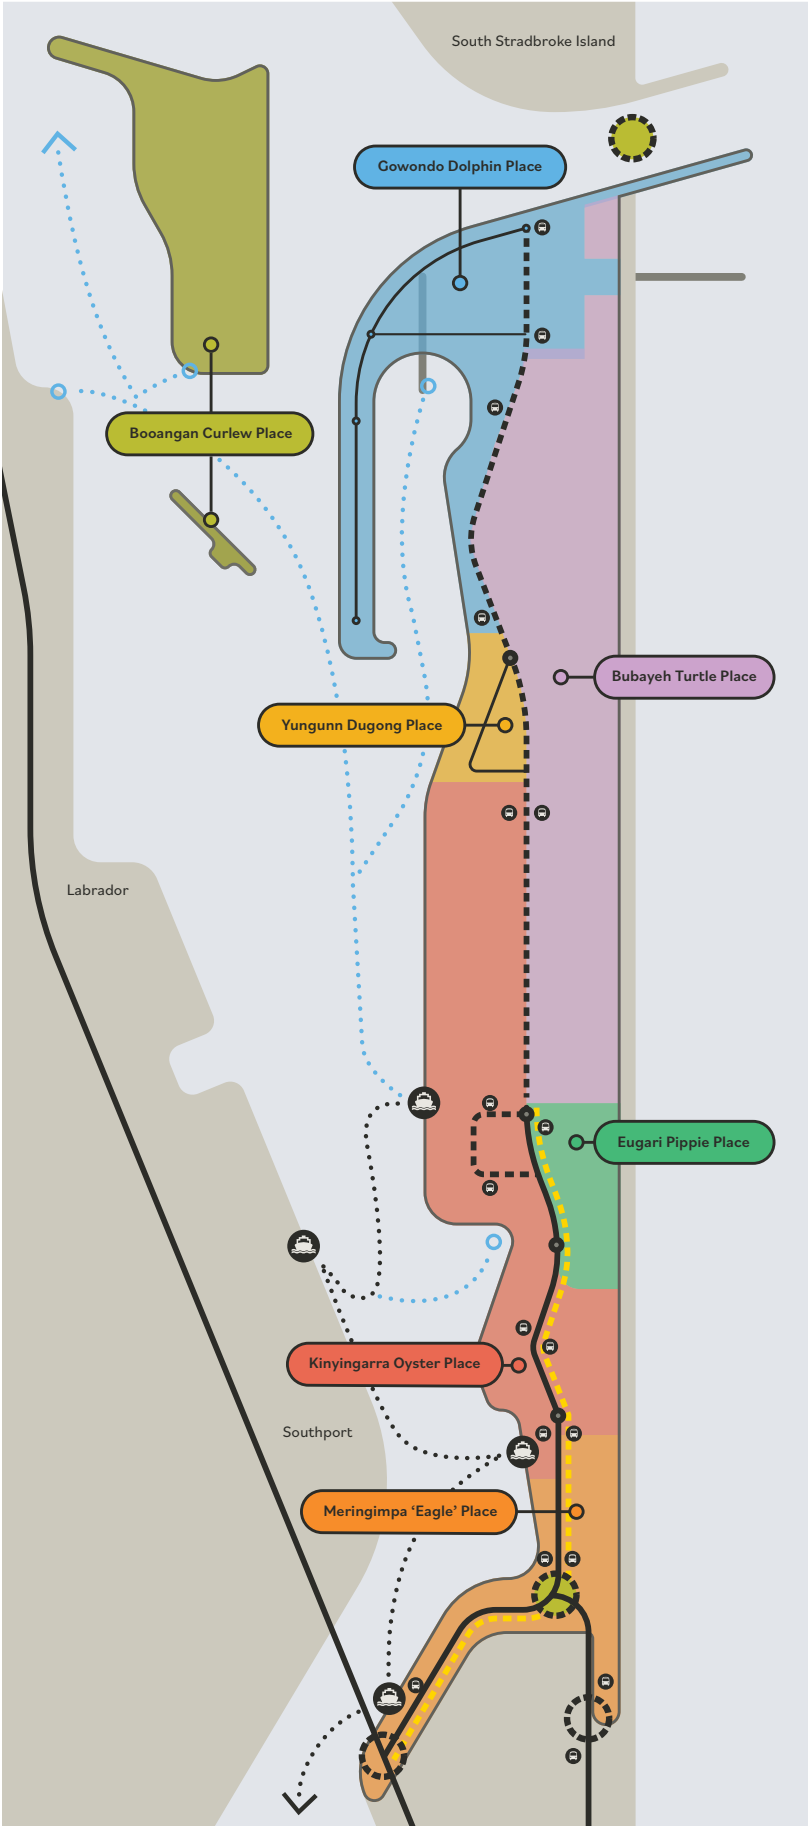 South Stradbroke Island
Gowondo Dolphin Place
Booangan Curlew Place
Bubayeh Turtle Place
Yungunn Dugong Place
Labrador
Eugari Pippie Place
Kinyingarra Oyster Place
Southport
Meringimpa ‘Eagle’ Place